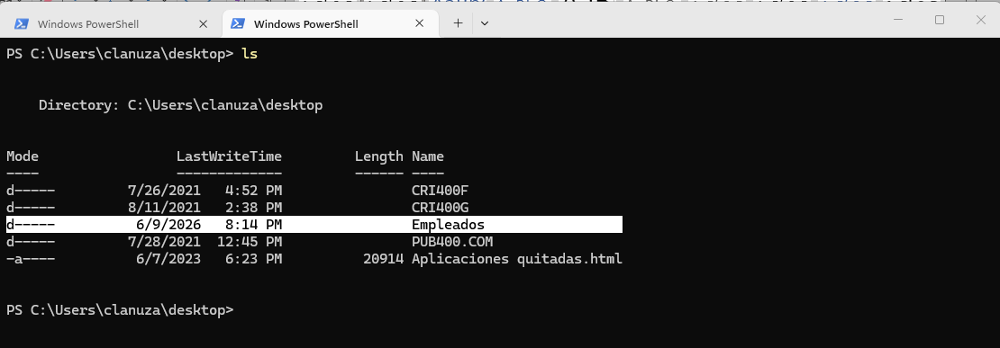 Windows PowerShell
Windows PowerShell
PS C:\Users\clanuza\desktop> ls
Directory: C:\Users\clanuza\desktop
Mode                 LastWriteTime         Length Name
----                 -------------         ------ ----
d-----         7/26/2021   4:52 PM                CRI400F
d-----         8/11/2021   2:38 PM                CRI400G
d-----          6/9/2026   8:14 PM                Empleados
d-----         7/28/2021  12:45 PM                PUB400.COM
-a----          6/7/2023   6:23 PM          20914 Aplicaciones quitadas.html
PS C:\Users\clanuza\desktop>